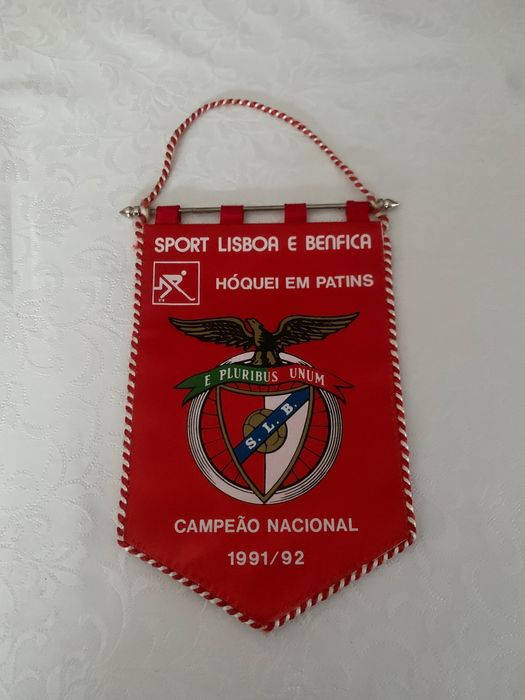 SPORT LISBOA E BENFICA
HÓQUEI EM PATINS
E PLURIBUS UNUM
S. L. B.
CAMPEÃO NACIONAL
1991/92